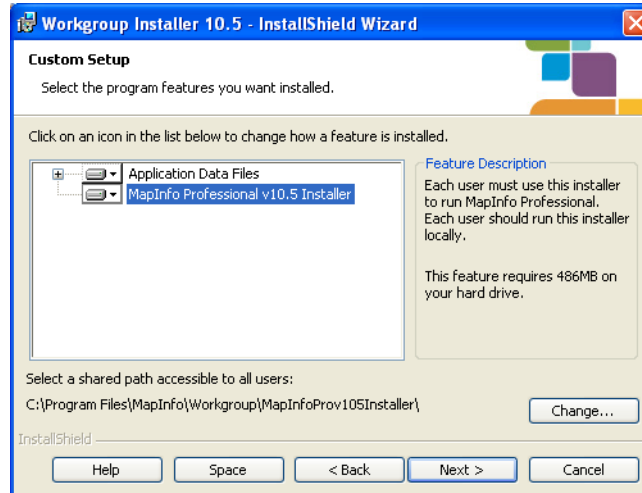 Workgroup Installer 10.5 - InstallShield Wizard
Custom Setup
Select the program features you want installed.
Click on an icon in the list below to change how a feature is installed.
Application Data Files
MapInfo Professional v10.5 Installer
Feature Description
Each user must use this installer
to run MapInfo Professional.
Each user should run this installer
locally.
This feature requires 486MB on
your hard drive.
Select a shared path accessible to all users:
C:\Program Files\MapInfo\Workgroup\MapInfoProv105Installer\
Change...
InstallShield
Help
Space
< Back
Next >
Cancel